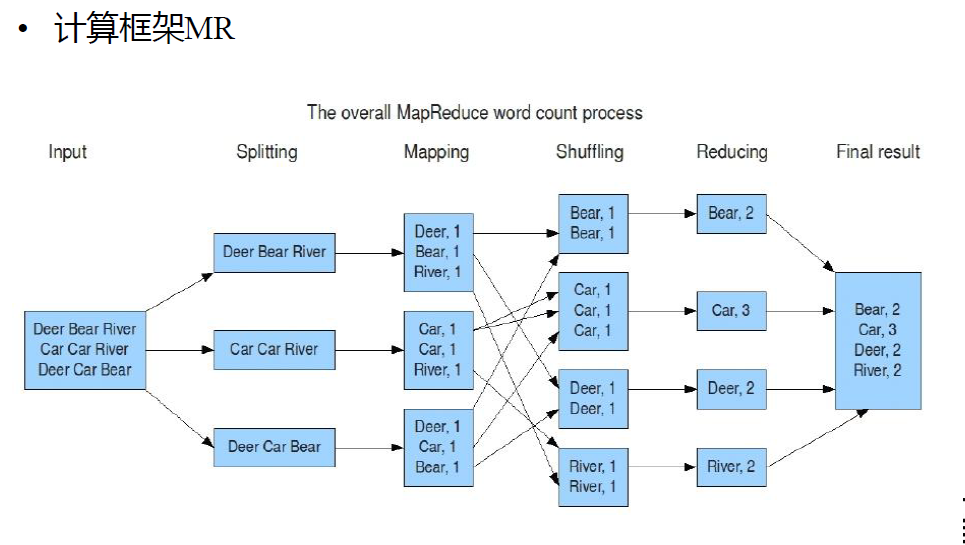 • 计算框架MR
The overall MapReduce word count process
Input
Splitting
Mapping
Shuffling
Reducing
Final result
Deer Bear River
Car Car River
Deer Car Bear
Deer Bear River
Car Car River
Deer Car Bear
Deer, 1
Bear, 1
River, 1
Car, 1
Car, 1
River, 1
Deer, 1
Car, 1
Bear, 1
Bear, 1
Bear, 1
Car, 1
Car, 1
Car, 1
Deer, 1
Deer, 1
River, 1
River, 1
Bear, 2
Car, 3
Deer, 2
River, 2
Bear, 2
Car, 3
Deer, 2
River, 2